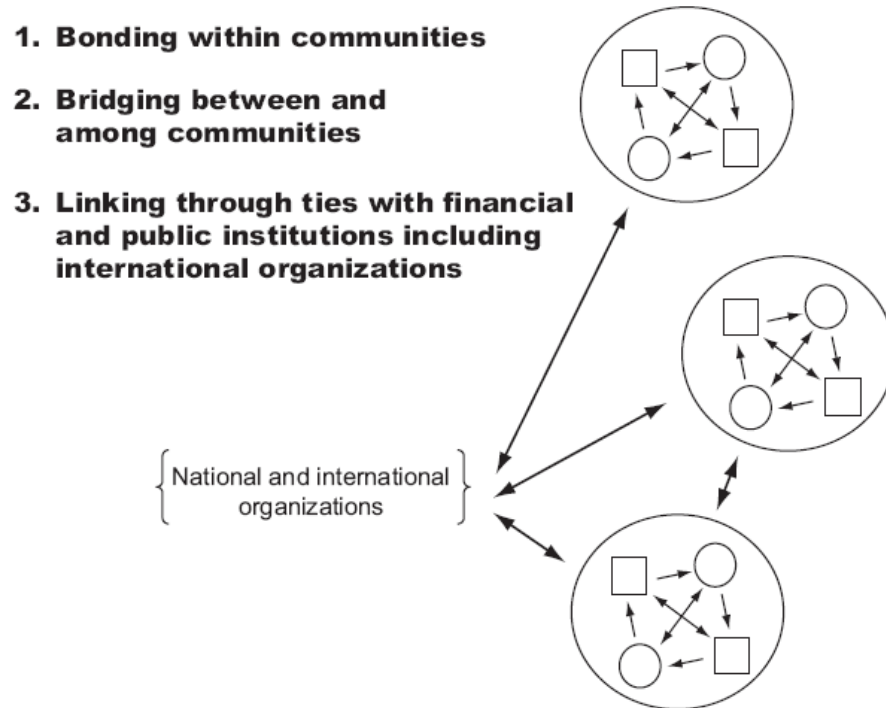 1. Bonding within communities
2. Bridging between and
among communities
3. Linking through ties with financial
and public institutions including
international organizations
National and international
organizations